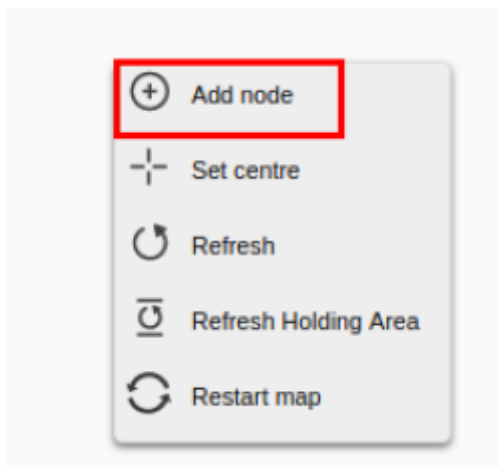 Add node
Set centre
Refresh
Refresh Holding Area
Restart map